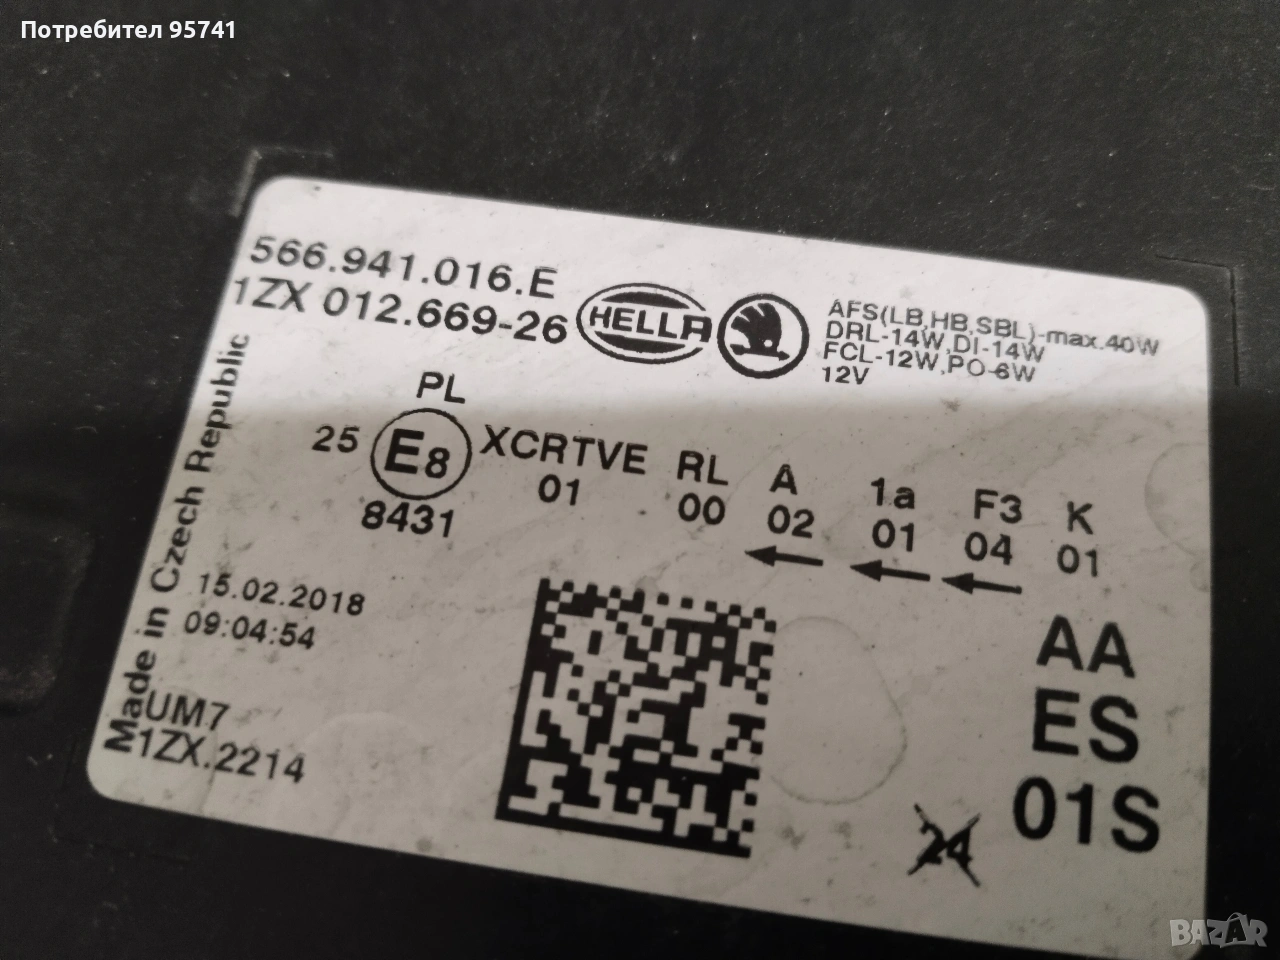 Потребител 95741
566.941.016.E
1ZX 012.669-26
HELLA
AFS(LB,HB,SBL)-max.40W
DRL-14W,DI-14W
FCL-12W,PO-6W
12V
PL
25 E8 XCRTVE RL A 1a F3 K
8431 01 00 02 01 04 01
Made in Czech Republic
15.02.2018
09:04:54
UM7
1ZX.2214
AA
ES
01S
24
BAZAR